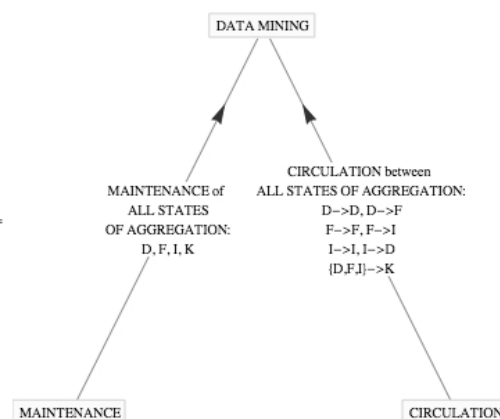 DATA MINING
MAINTENANCE of
ALL STATES
OF AGGREGATION:
D, F, I, K
CIRCULATION between
ALL STATES OF AGGREGATION:
D−>D, D−>F
F−>F, F−>I
I−>I, I−>D
{D,F,I}−>K
MAINTENANCE
CIRCULATION